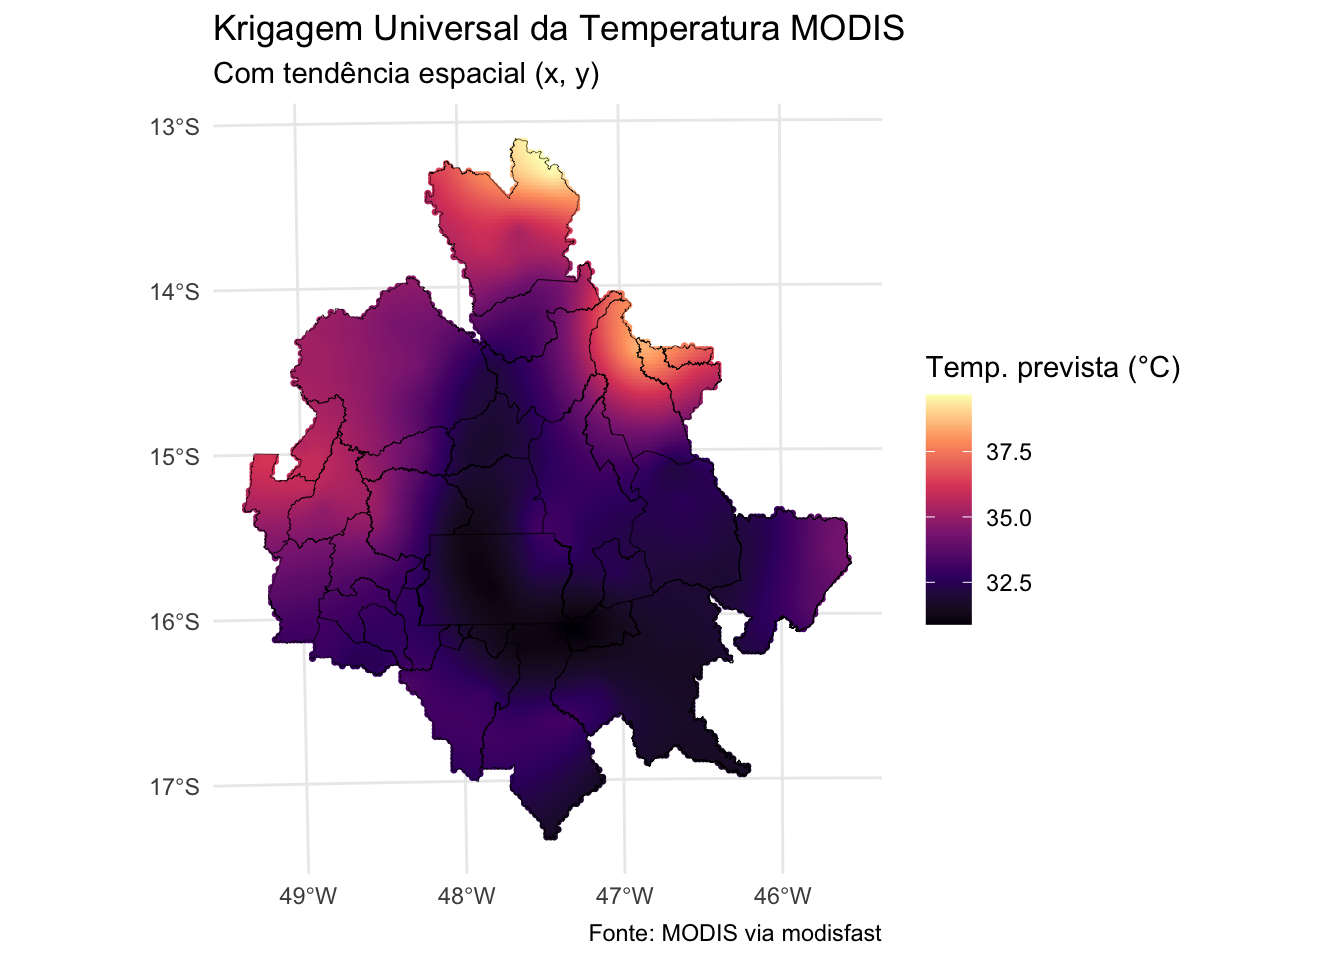 Krigagem Universal da Temperatura MODIS
Com tendência espacial (x, y)
13°S
14°S
15°S
16°S
17°S
49°W
48°W
47°W
46°W
Temp. prevista (°C)
37.5
35.0
32.5
Fonte: MODIS via modisfast